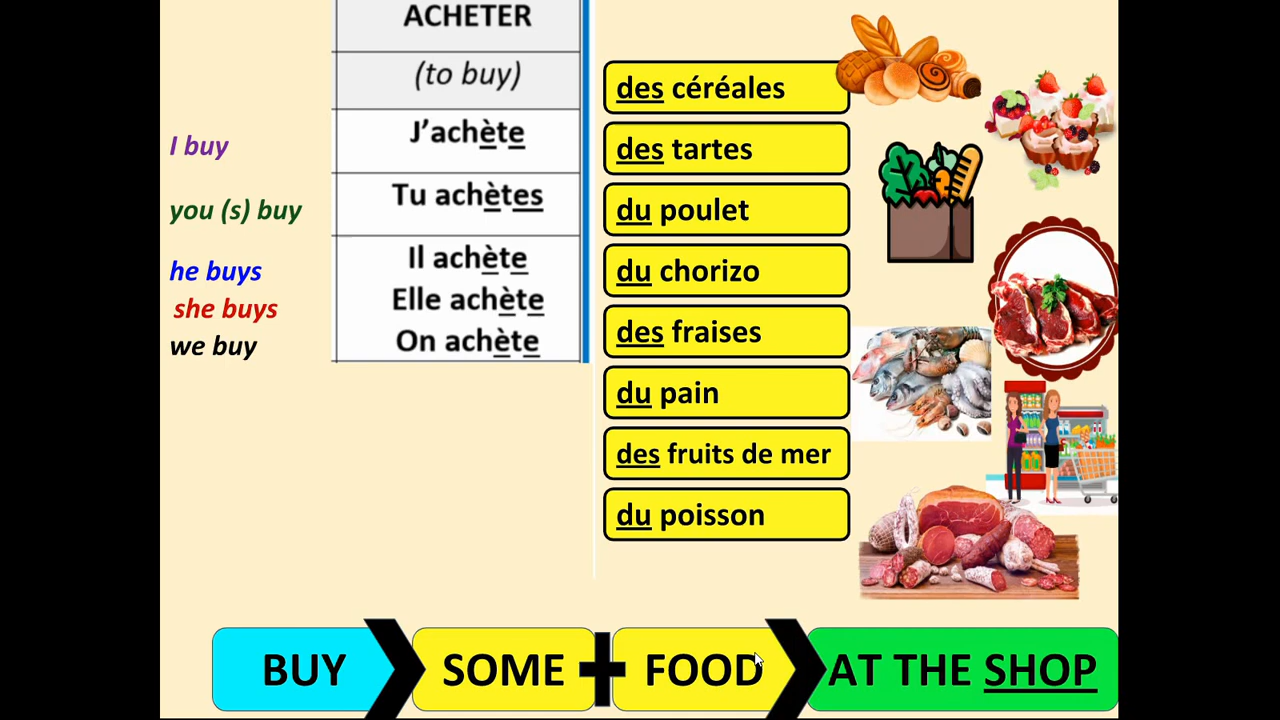 ACHETER
(to buy)
I buy
J’achète
you (s) buy
Tu achètes
he buys
Il achète
she buys
Elle achète
we buy
On achète
des céréales
des tartes
du poulet
du chorizo
des fraises
du pain
des fruits de mer
du poisson
BUY
SOME + FOOD
AT THE SHOP